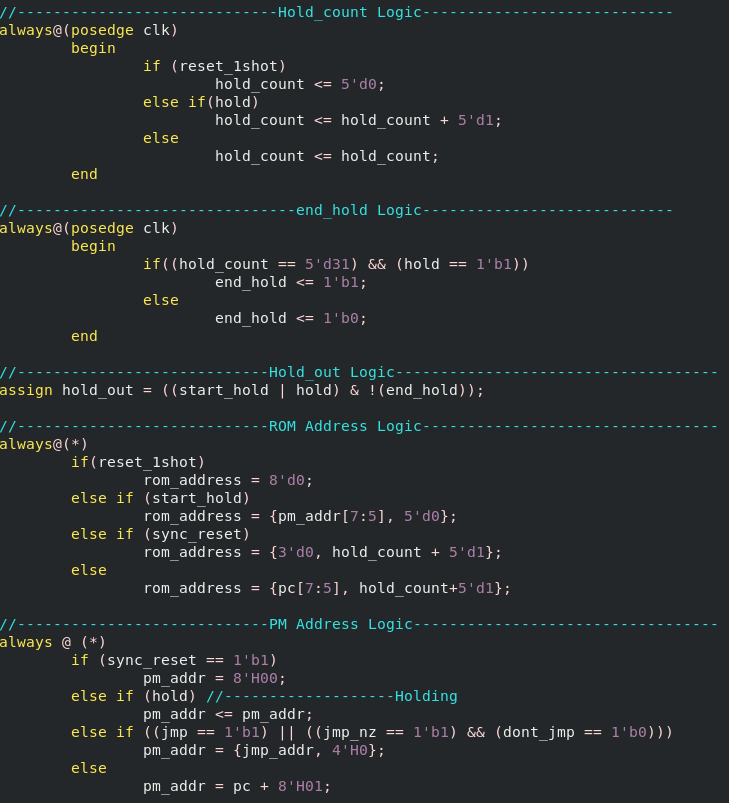 //-----------------------------Hold_count Logic----------------------------
always@(posedge clk)
        begin
                if (reset_1shot)
                        hold_count <= 5'd0;
                else if(hold)
                        hold_count <= hold_count + 5'd1;
                else
                        hold_count <= hold_count;
        end

//-------------------------------end_hold Logic----------------------------
always@(posedge clk)
        begin
                if((hold_count == 5'd31) && (hold == 1'b1))
                        end_hold <= 1'b1;
                else
                        end_hold <= 1'b0;
        end

//----------------------------Hold_out Logic------------------------------------
assign hold_out = ((start_hold | hold) & !(end_hold));

//----------------------------ROM Address Logic---------------------------------
always@(*)
        if(reset_1shot)
                rom_address = 8'd0;
        else if (start_hold)
                rom_address = {pm_addr[7:5], 5'd0};
        else if (sync_reset)
                rom_address = {3'd0, hold_count + 5'd1};
        else
                rom_address = {pc[7:5], hold_count+5'd1};

//----------------------------PM Address Logic----------------------------------
always @ (*)
        if (sync_reset == 1'b1)
                pm_addr = 8'H00;
        else if (hold) //-------------------Holding
                pm_addr <= pm_addr;
        else if ((jmp == 1'b1) || ((jmp_nz == 1'b1) && (dont_jmp == 1'b0)))
                pm_addr = {jmp_addr, 4'H0};
        else
                pm_addr = pc + 8'H01;